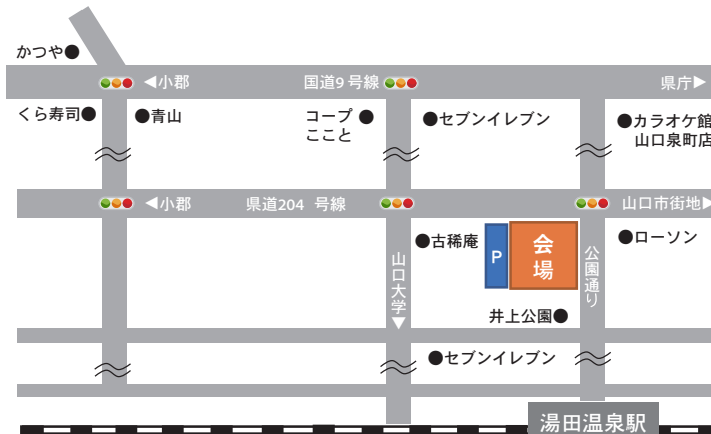 かつや●
◀小郡
国道9号線
県庁▶
くら寿司●
●青山
コープ ●
ここと
●セブンイレブン
●カラオケ館
山口泉町店
◀小郡
県道204 号線
山口市街地▶
●古稀庵
P
会場
●ローソン
山口大学▼
公園通り
井上公園●
●セブンイレブン
湯田温泉駅